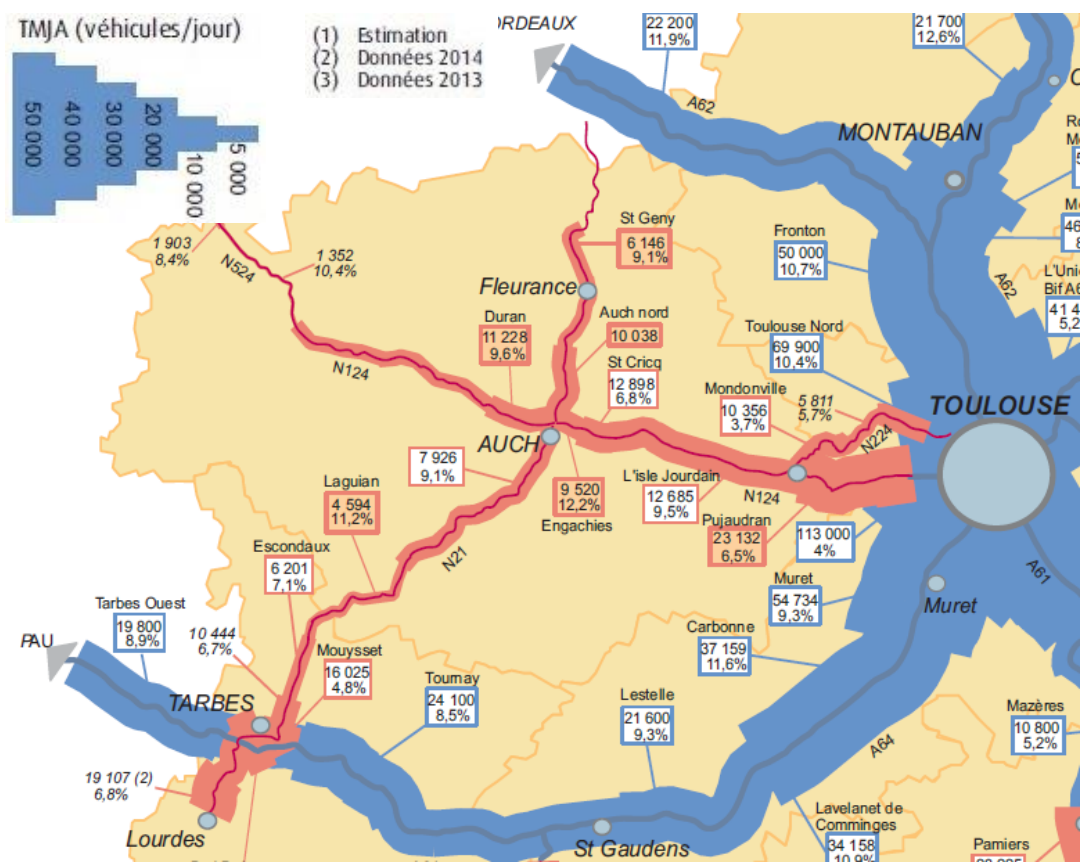 TMJA (véhicules/jour)
50 000
40 000
30 000
20 000
10 000
5 000
(1) Estimation
(2) Données 2014
(3) Données 2013
ORDEAUX
22 200
11,9%
21 700
12,6%
A62
MONTAUBAN
1 903
8,4%
N524
1 352
10,4%
St Geny
6 146
9,1%
Fronton
50 000
10,7%
A62
L'Unio
Bif A6
41 4
5,2
46
Fleurance
Duran
11 228
9,6%
Auch nord
10 038
Toulouse Nord
69 900
10,4%
N124
St Cricq
12 898
6,8%
Mondonville
10 356
3,7%
5 811
5,7%
N224
TOULOUSE
AUCH
7 926
9,1%
Laguian
4 594
11,2%
9 520
12,2%
Engachies
L'isle Jourdain
12 685
9,5%
N124
Pujaudran
23 132
6,5%
113 000
4%
Escondaux
6 201
7,1%
N21
A61
Muret
54 734
9,3%
Muret
Tarbes Ouest
19 800
8,9%
PAU
10 444
6,7%
Mouysset
16 025
4,8%
Carbonne
37 159
11,6%
TARBES
Tournay
24 100
8,5%
Lestelle
21 600
9,3%
A64
Mazères
10 800
5,2%
19 107 (2)
6,8%
Lourdes
St Gaudens
Lavelanet de
Comminges
34 158
10,9%
Pamiers